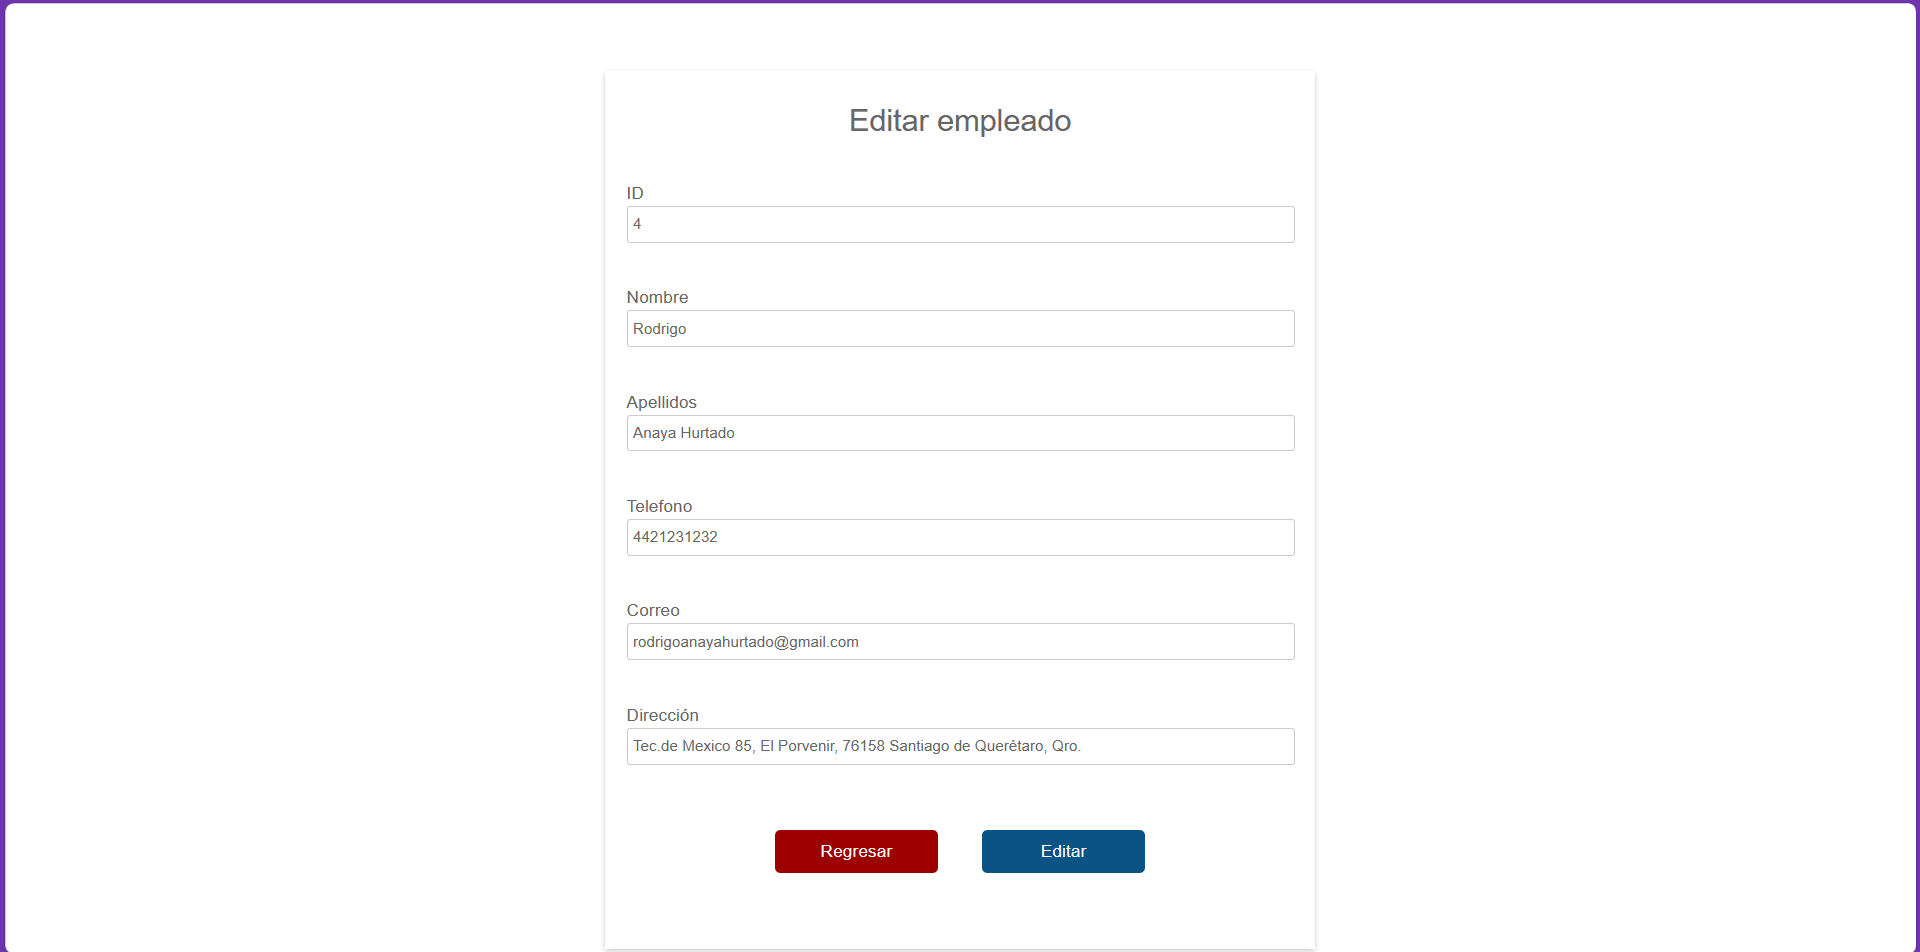 Editar empleado
ID
4
Nombre
Rodrigo
Apellidos
Anaya Hurtado
Telefono
4421231232
Correo
rodrigoanayahurtado@gmail.com
Dirección
Tec.de Mexico 85, El Porvenir, 76158 Santiago de Querétaro, Qro.
Regresar
Editar